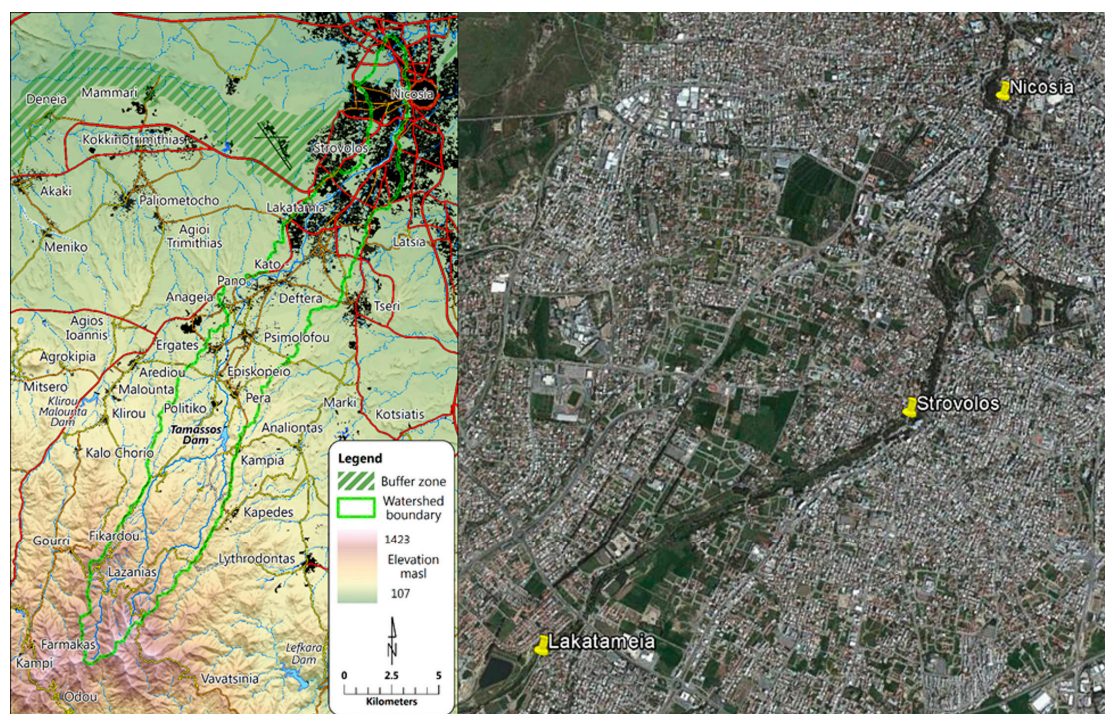 Nicosia
Deneia
Mammari
Kokkinotrimithias
Strovolos
Akaki
Paliometocho
Lakatamia
Meniko
Agioi
Trimithias
Latsia
Kato
Pano
Anageia
Deftera
Tseri
Agios
Ioannis
Ergates
Psimolofou
Agrokipia
Arediou
Episkopeio
Mitsero
Malounta
Klirou
Malounta
Dam
Klirou
Politiko
Pera
Marki
Kotsiatis
Tamassos
Dam
Analiontas
Kalo Chorio
Kampia
Kapedes
Fikardou
Gourri
Lythrodontas
Lazanias
Farmakas
Kampi
Odou
Vavatsinia
Lefkara
Dam
Legend
Buffer zone
Watershed
boundary
1423
Elevation
masl
107
N
0 2.5 5
Kilometers
Nicosia
Strovolos
Lakatameia